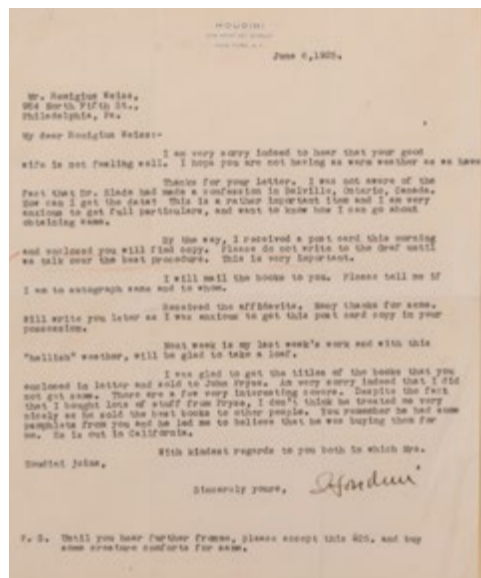 HOUDINI
June 6, 1925.
Mr. Remigius Weiss,
954 North Fifth St.,
Philadelphia, Pa.
My dear Remigius Weiss:-
I am very sorry indeed to hear that your good
wife is not feeling well. I hope you are not having as warm weather as we have
Thanks for your letter. I was not aware of the
fact that Dr. Slade had made a confession in Belville, Ontario, Canada.
How can I get the data? This is a rather important item and I am very
anxious to get full particulars, and want to know how I can go about
obtaining same.
By the way, I received a post card this morning
and enclosed you will find copy. Please do not write to the Graf until
we talk over the best procedure. This is very important.
I will mail the books to you. Please tell me if
I am to autograph same and to whom.
Received the affidavits. Many thanks for same.
Will write you later as I was anxious to get this post card copy in your
possession.
Next week is my last week's work and with this
"hellish" weather, will be glad to take a loaf.
I was glad to get the titles of the books that you
enclosed in letter and sold to John Pryse. Am very sorry indeed that I did
not get same. There are a few very interesting covers. Despite the fact
that I bought lots of stuff from Pryse, I don't think he treated me very
nicely as he sold the best books to other people. You remember he had some
pamphlets from you and he led me to believe that he was buying them for
me. He is out in California.
With kindest regards to you both in which Mrs.
Houdini joins,
Sincerely yours,
Houdini
P. S. Until you hear further from me, please accept this $25. and buy
some creature comforts for same.